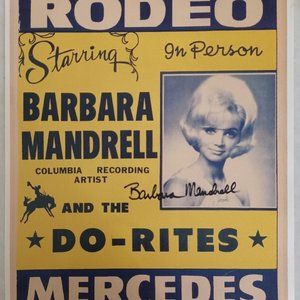 RODEO
Starring In Person
BARBARA
MANDRELL
COLUMBIA RECORDING
ARTIST
Barbara Mandrell
AND THE
★ DO-RITES ★
MERCEDES